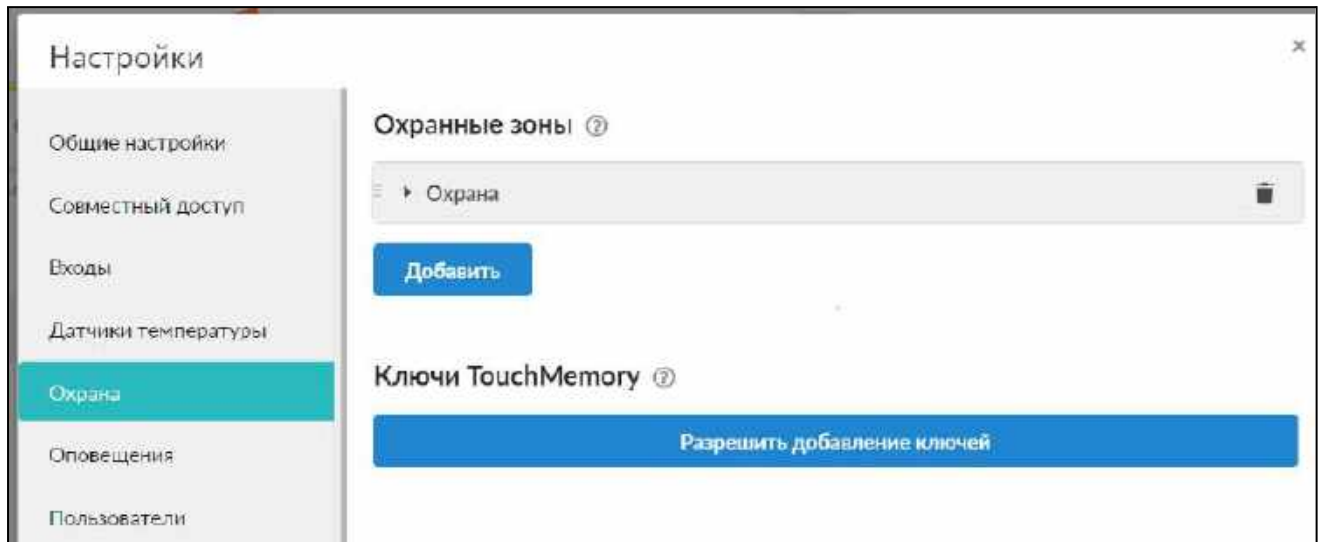 Настройки
×
Общие настройки
Совместный доступ
Входы
Датчики температуры
Охрана
Оповещения
Пользователи
Охранные зоны ?
Охрана
Добавить
Ключи TouchMemory ?
Разрешить добавление ключей